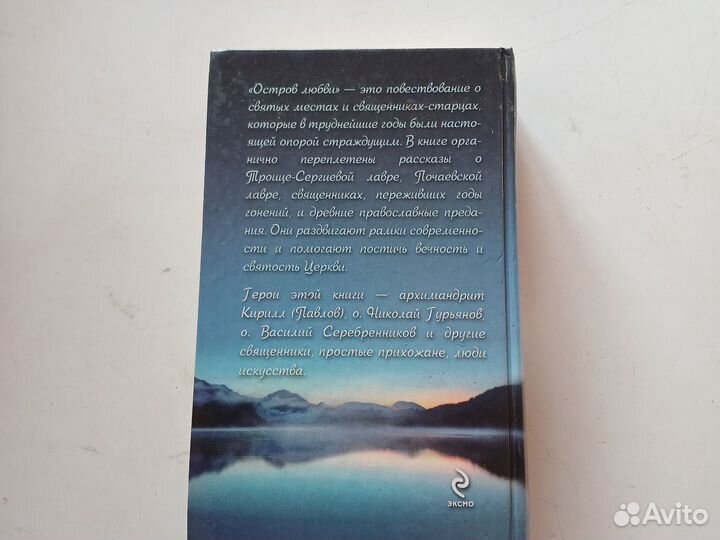 «Остров любви» — это повествование о
святых местах и священниках-старцах,
которые в труднейшие годы были насто-
ящей опорой страждущим. В книге орга-
нично переплетены рассказы о
Троице-Сергиевой лавре, Почаевской
лавре, священниках, переживших годы
гонений, и древние православные преда-
ния. Они раздвигают рамки современно-
сти и помогают постичь вечность и
святость Церкви.
Герои этой книги — архимандрит
Кирилл (Павлов), о. Николай Гурьянов,
о. Василий Серебренников и другие
священники, простые прихожане, люди
искусства.
эксмо
Avito